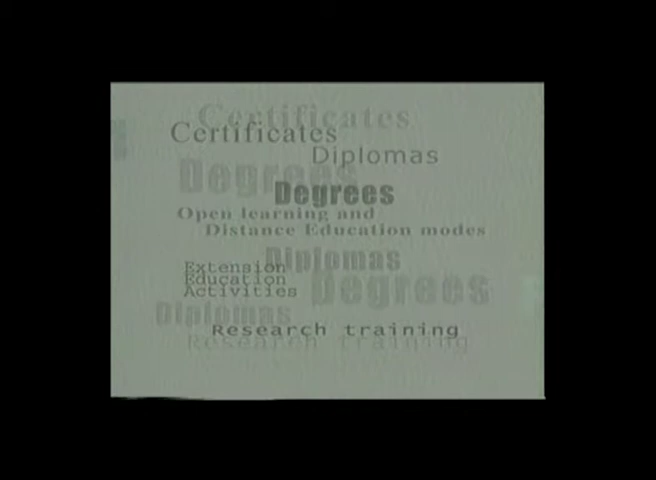 Certificates
Certificates
Diplomas
Degrees
Degrees
Open learning and
Distance Education modes
Diplomas
Extension
Education
Activities
Degrees
Diplomas
Research training
Research training